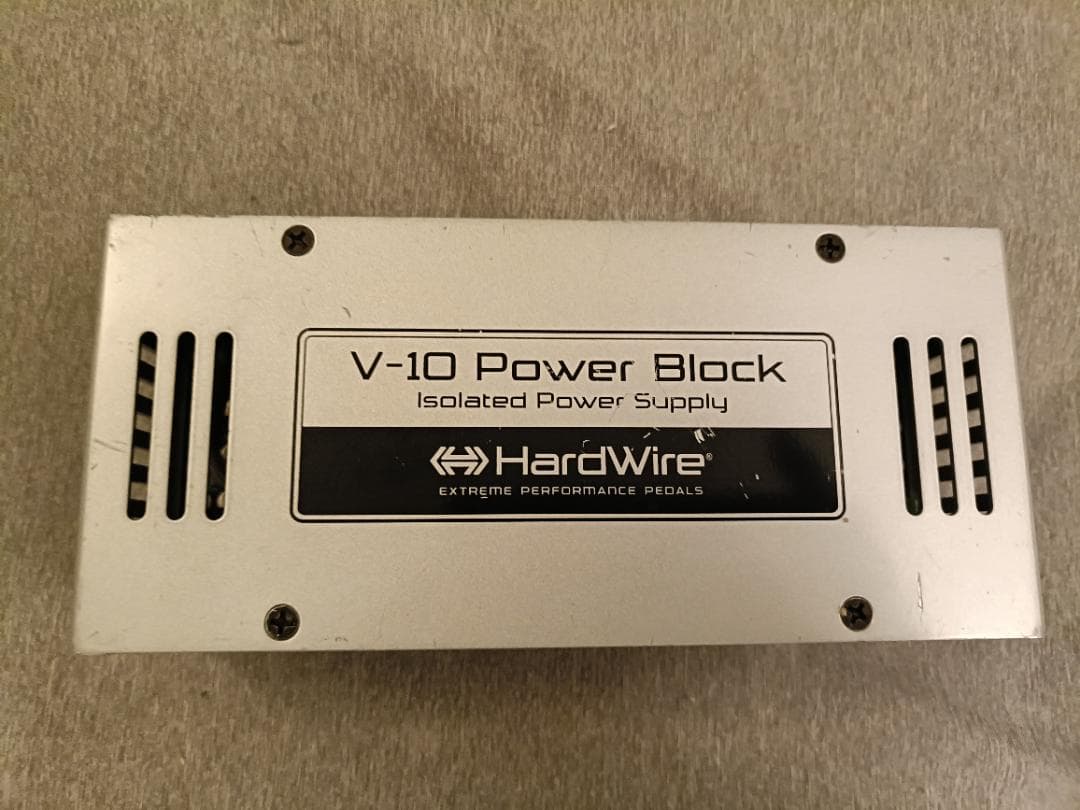 V-10 Power Block
Isolated Power Supply
HardWire®
EXTREME PERFORMANCE PEDALS